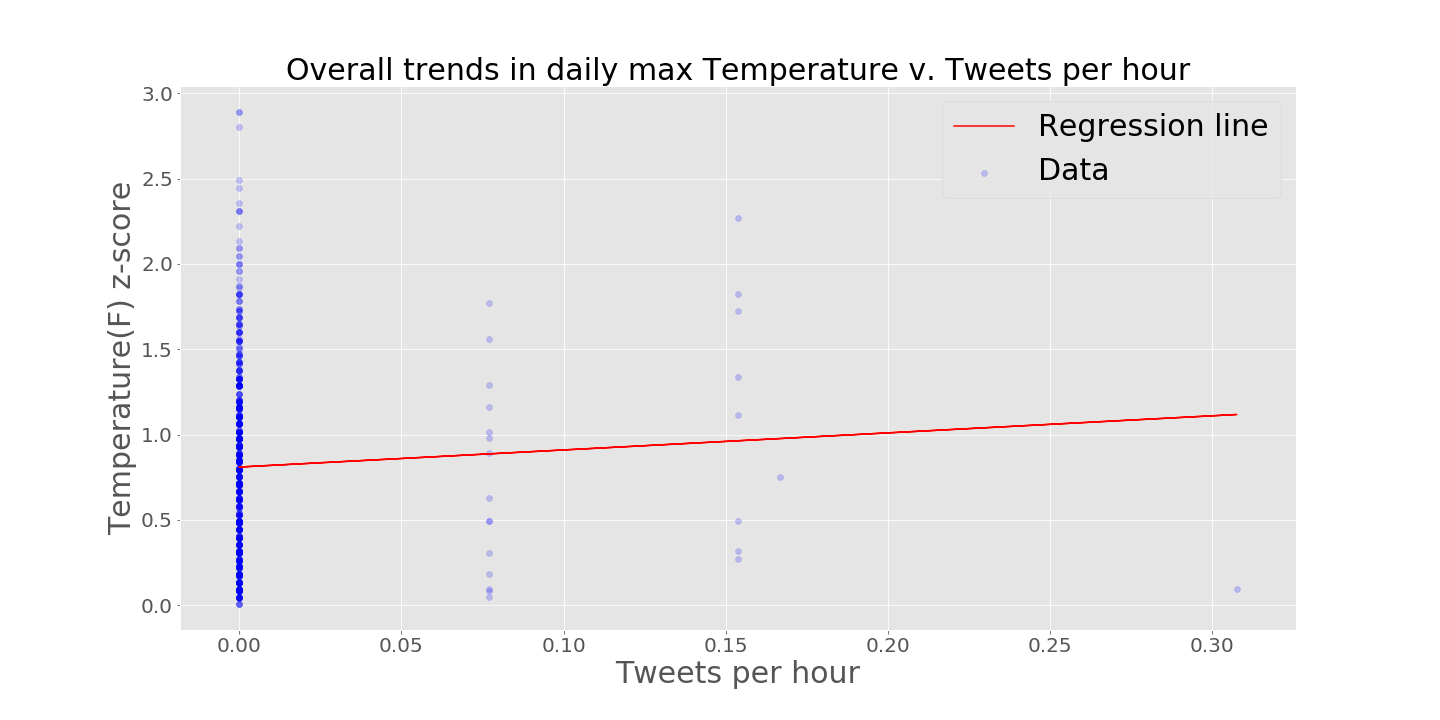 Overall trends in daily max Temperature v. Tweets per hour
3.0
2.5
2.0
1.5
1.0
0.5
0.0
Temperature(F) z-score
Regression line
Data
0.00 0.05 0.10 0.15 0.20 0.25 0.30
Tweets per hour